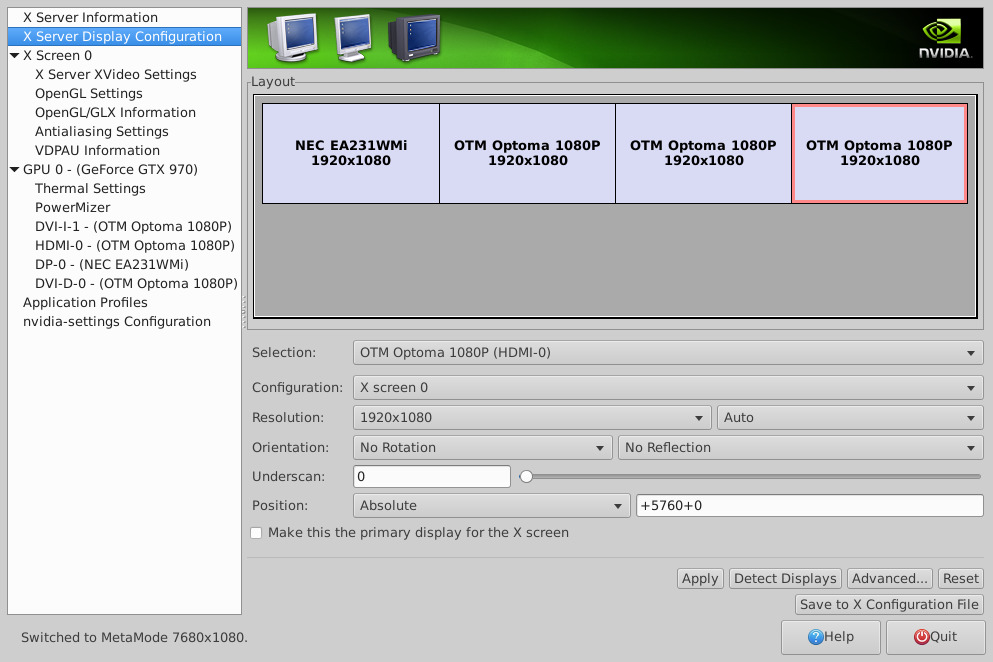 X Server Information
X Server Display Configuration
X Screen 0
X Server XVideo Settings
OpenGL Settings
OpenGL/GLX Information
Antialiasing Settings
VDPAU Information
GPU 0 - (GeForce GTX 970)
Thermal Settings
PowerMizer
DVI-I-1 - (OTM Optoma 1080P)
HDMI-0 - (OTM Optoma 1080P)
DP-0 - (NEC EA231WMi)
DVI-D-0 - (OTM Optoma 1080P)
Application Profiles
nvidia-settings Configuration
NVIDIA.
Layout
NEC EA231WMi
1920x1080
OTM Optoma 1080P
1920x1080
OTM Optoma 1080P
1920x1080
OTM Optoma 1080P
1920x1080
Selection: OTM Optoma 1080P (HDMI-0)
Configuration: X screen 0
Resolution: 1920x1080 Auto
Orientation: No Rotation No Reflection
Underscan: 0
Position: Absolute +5760+0
Make this the primary display for the X screen
Apply Detect Displays Advanced... Reset
Save to X Configuration File
Switched to MetaMode 7680x1080.
Help Quit